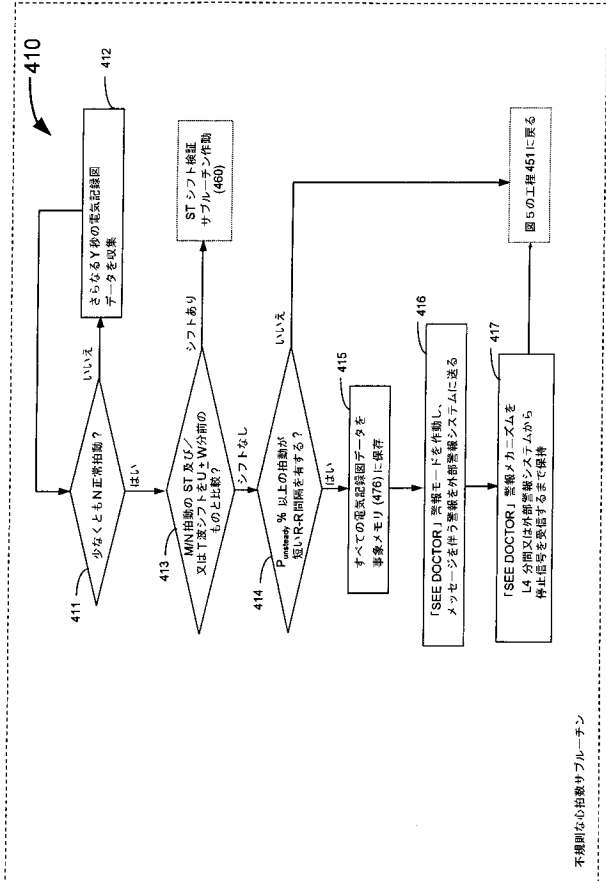 410
411
少なくともN正常拍動？
いいえ
はい
412
さらなるY秒の電気記録図
データを収集
413
M/N拍動の ST 及び／
又はT波シフトをU±W分前の
ものと比較？
シフトあり
シフトなし
STシフト検証
サブルーチン作動
(460)
414
Punsteady % 以上の拍動が
短いR-R間隔を有する？
いいえ
はい
415
すべての電気記録図データを
事象メモリ(476)に保存
416
「SEE DOCTOR」警報モードを作動し、
メッセージを伴う警報を外部警報システムに送る
417
「SEE DOCTOR」警報メカニズムを
L4 分間又は外部警報システムから
停止信号を受信するまで保持
図5の工程451に戻る
不規則な心拍数サブルーチン